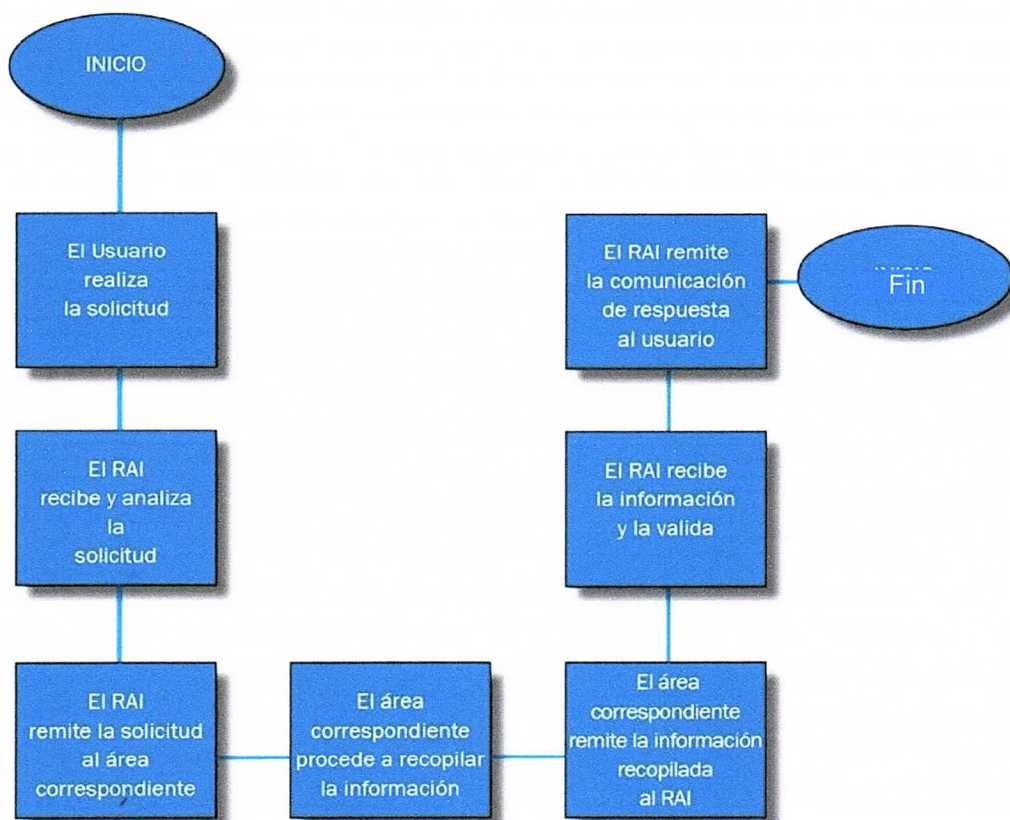 INICIO
El Usuario
realiza
la solicitud
El RAI
recibe y analiza
la
solicitud
El RAI
remite la solicitud
al área
correspondiente
El área
correspondiente
procede a recopilar
la información
El área
correspondiente
remite la información
recopilada
al RAI
El RAI recibe
la información
y la valida
El RAI remite
la comunicación
de respuesta
al usuario
Fin